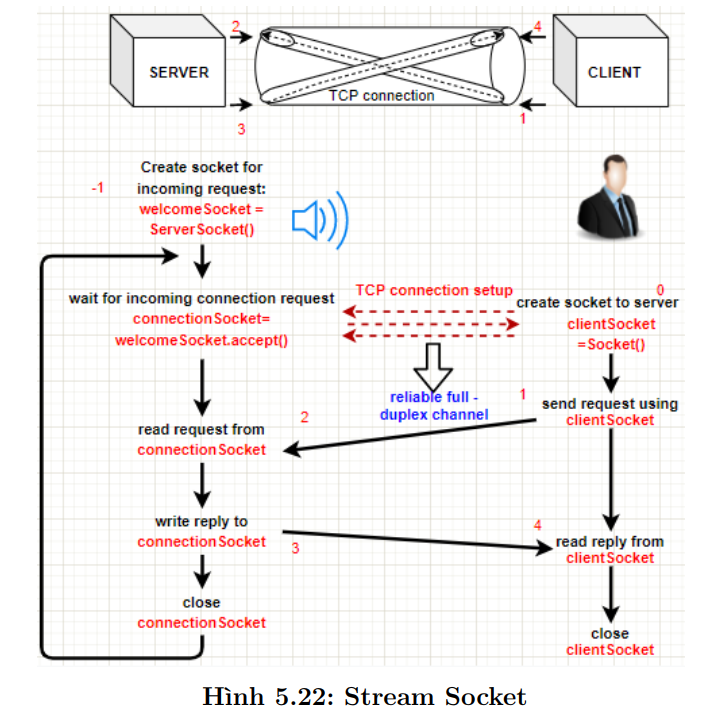 2
4
SERVER
CLIENT
TCP connection
3
1
Create socket for
incoming request:
-1
welcomeSocket =
ServerSocket()
wait for incoming connection request
connectionSocket=
welcomeSocket.accept()
TCP connection setup
0
create socket to server
clientSocket
=Socket()
reliable full -
duplex channel
1
send request using
clientSocket
2
read request from
connectionSocket
write reply to
connectionSocket
3
4
read reply from
clientSocket
close
connectionSocket
close
clientSocket
Hình 5.22: Stream Socket